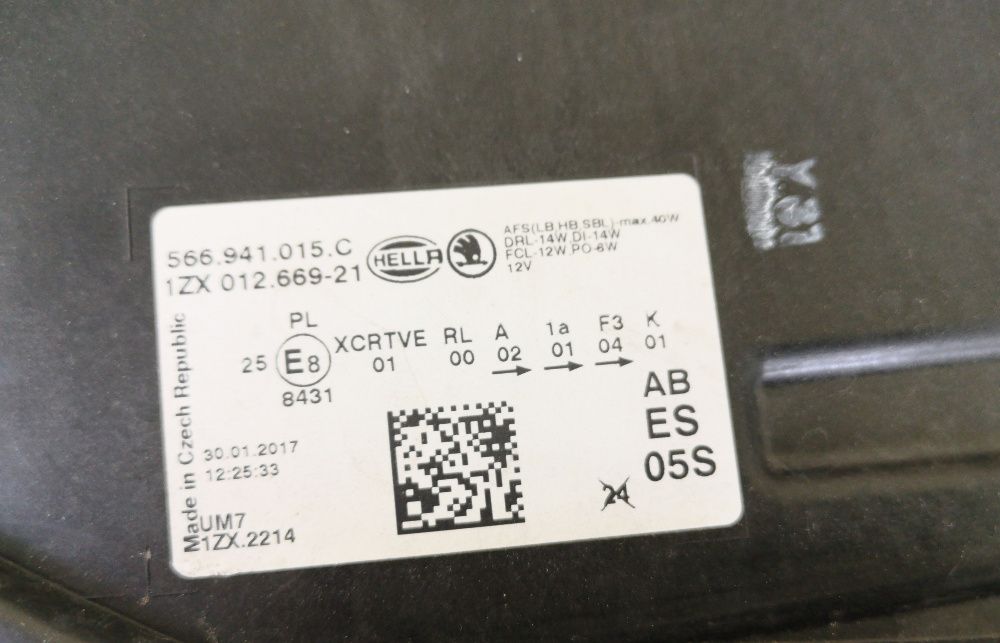 566.941.015.C
1ZX 012.669-21
HELLA
AFS(LB,HB,SBL)-max.40W
DRL-14W,DI-14W
FCL-12W,PO-6W
12V
PL
25 E8
8431
XCRTVE RL A 1a F3 K
01 00 02 01 04 01
AB
ES
05S
30.01.2017
12:25:33
24
UM7
1ZX.2214
Made in Czech Republic